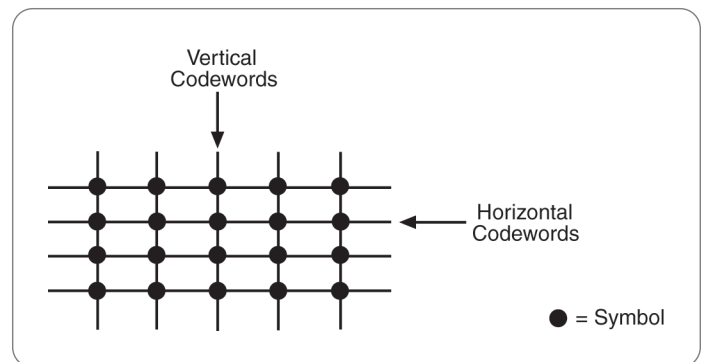 Vertical
Codewords
Horizontal
Codewords
= Symbol